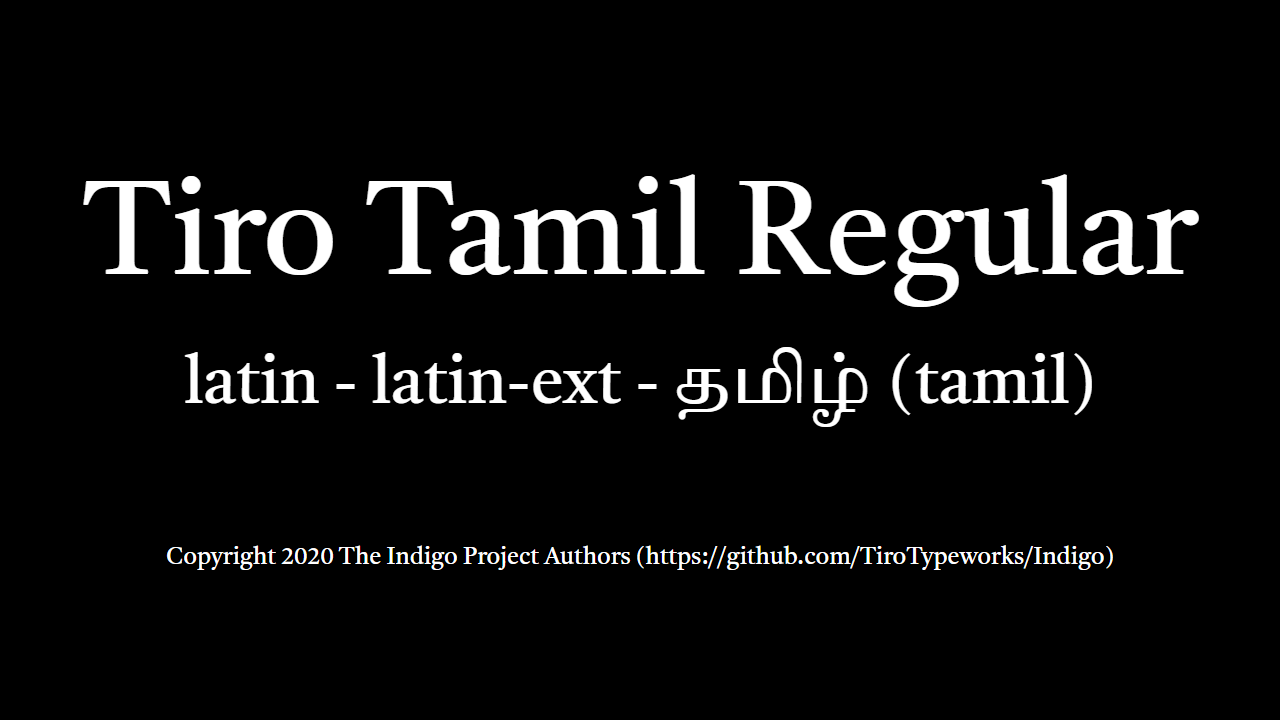 Tiro Tamil Regular
latin - latin-ext - தமிழ் (tamil)
Copyright 2020 The Indigo Project Authors (https://github.com/TiroTypeworks/Indigo)